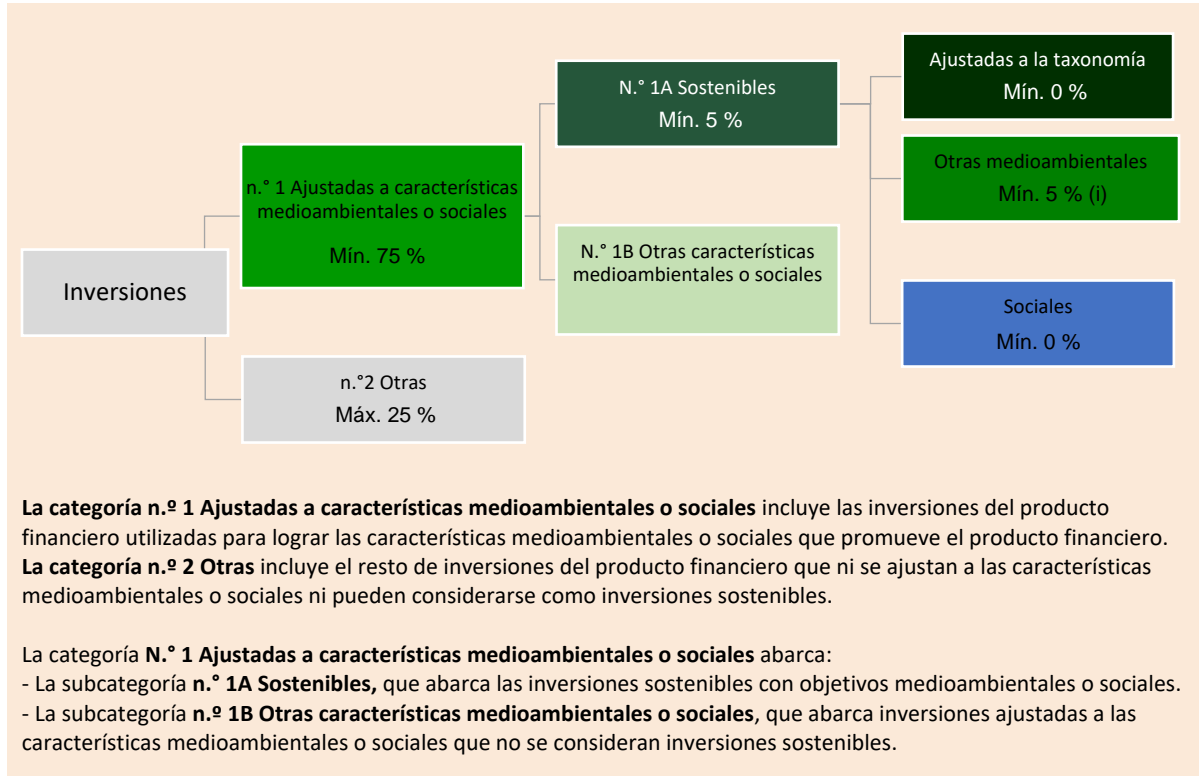 Inversiones
n.° 1 Ajustadas a características
medioambientales o sociales
Mín. 75 %
n.°2 Otras
Máx. 25 %
N.° 1A Sostenibles
Mín. 5 %
N.° 1B Otras características
medioambientales o sociales
Ajustadas a la taxonomía
Mín. 0 %
Otras medioambientales
Mín. 5 % (i)
Sociales
Mín. 0 %
La categoría n.º 1 Ajustadas a características medioambientales o sociales incluye las inversiones del producto
financiero utilizadas para lograr las características medioambientales o sociales que promueve el producto financiero.
La categoría n.º 2 Otras incluye el resto de inversiones del producto financiero que ni se ajustan a las características
medioambientales o sociales ni pueden considerarse como inversiones sostenibles.
La categoría N.° 1 Ajustadas a características medioambientales o sociales abarca:
- La subcategoría n.° 1A Sostenibles, que abarca las inversiones sostenibles con objetivos medioambientales o sociales.
- La subcategoría n.º 1B Otras características medioambientales o sociales, que abarca inversiones ajustadas a las
características medioambientales o sociales que no se consideran inversiones sostenibles.